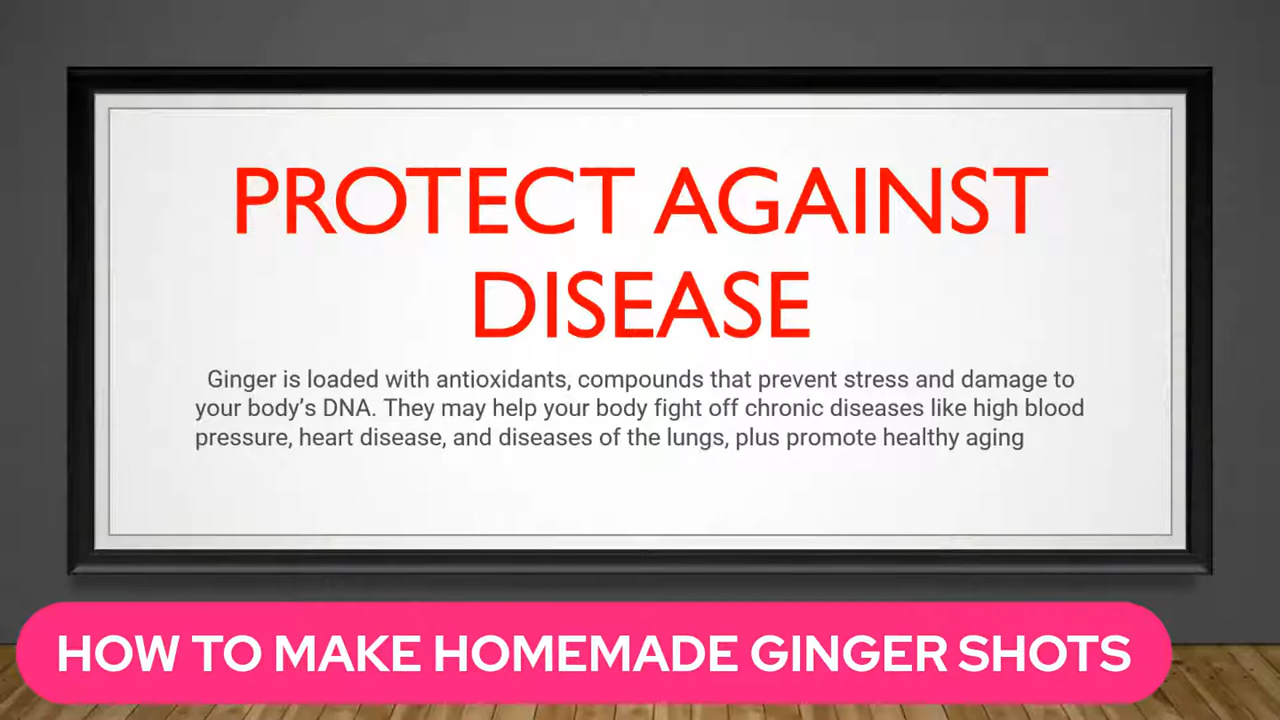 PROTECT AGAINST
DISEASE
Ginger is loaded with antioxidants, compounds that prevent stress and damage to
your body’s DNA. They may help your body fight off chronic diseases like high blood
pressure, heart disease, and diseases of the lungs, plus promote healthy aging
HOW TO MAKE HOMEMADE GINGER SHOTS